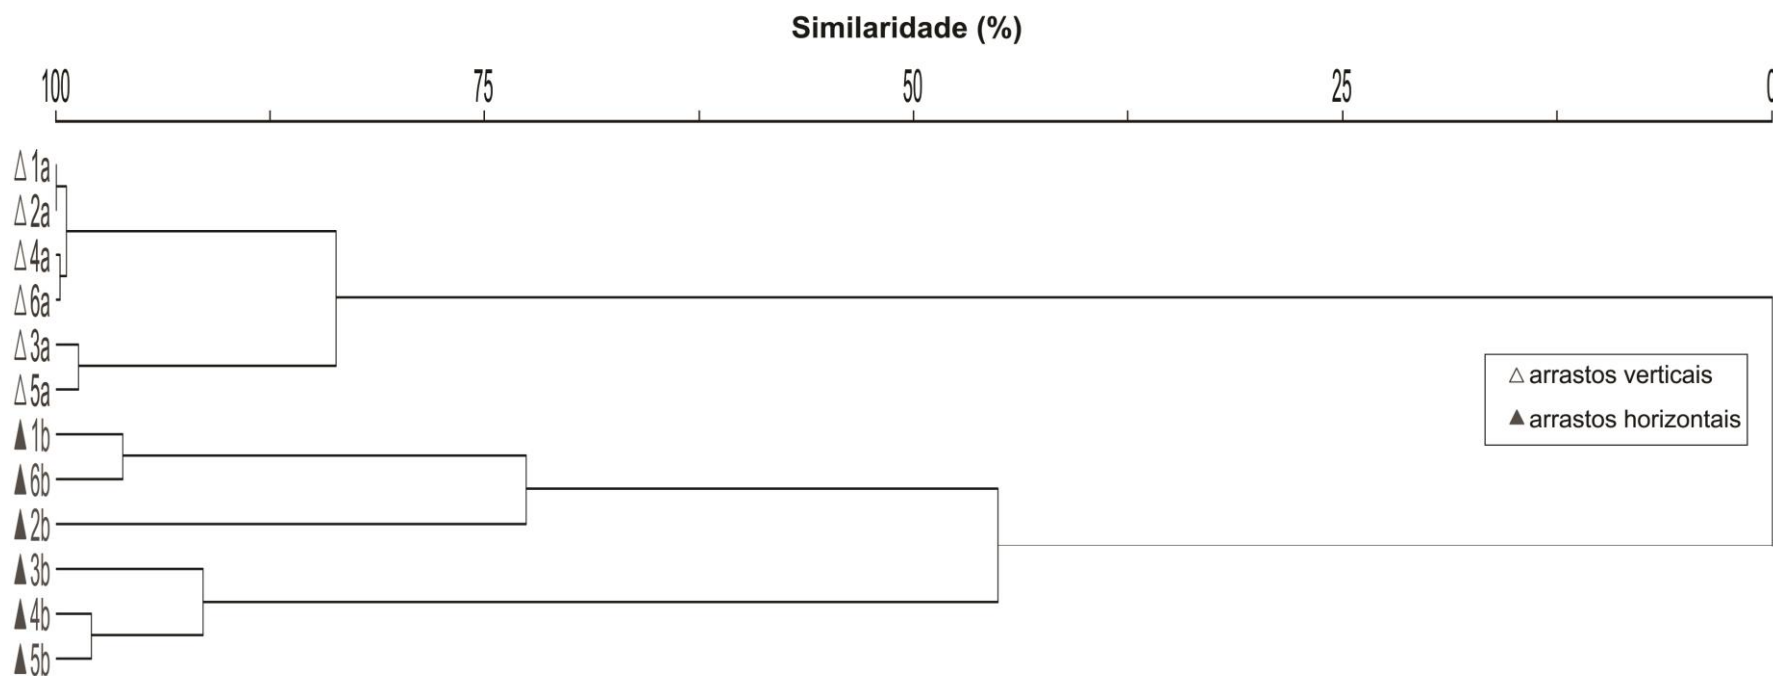 Similaridade (%)
100 75 50 25 0
△ 1a
△ 2a
△ 4a
△ 6a
△ 3a
△ 5a
▲ 1b
▲ 6b
▲ 2b
▲ 3b
▲ 4b
▲ 5b
△ arrastos verticais
▲ arrastos horizontais